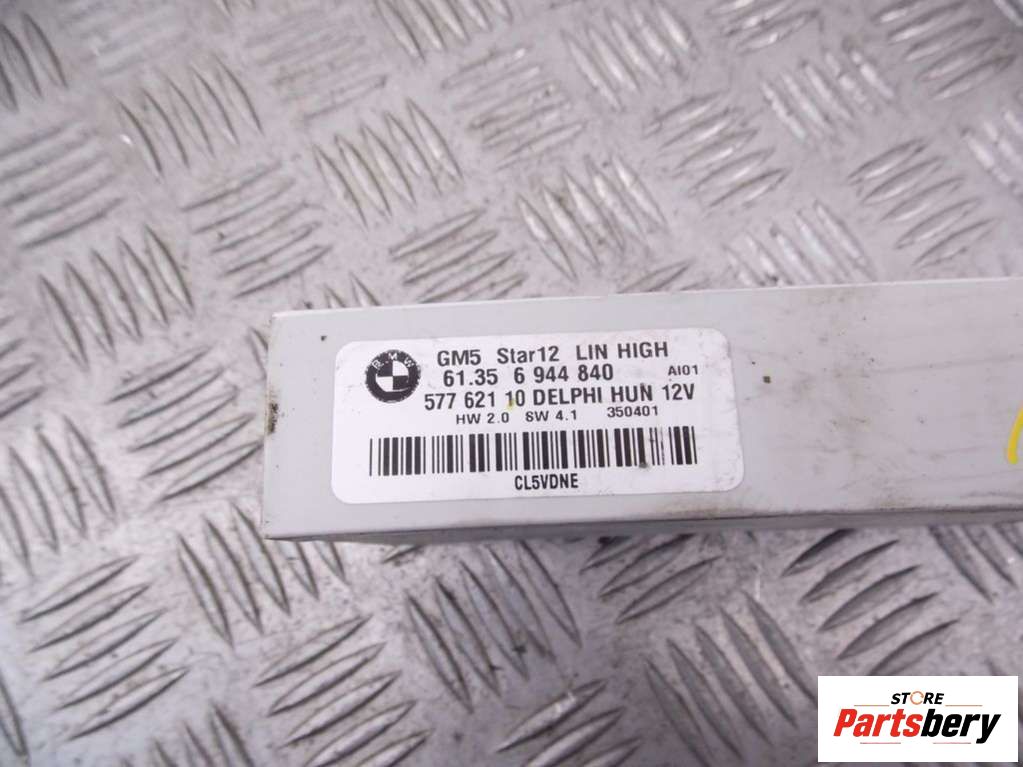 BMW
GM5 Star12 LIN HIGH
61.35 6 944 840 AI01
577 621 10 DELPHI HUN 12V
HW 2.0 SW 4.1 350401
CL5VDNE
STORE
Partsbery